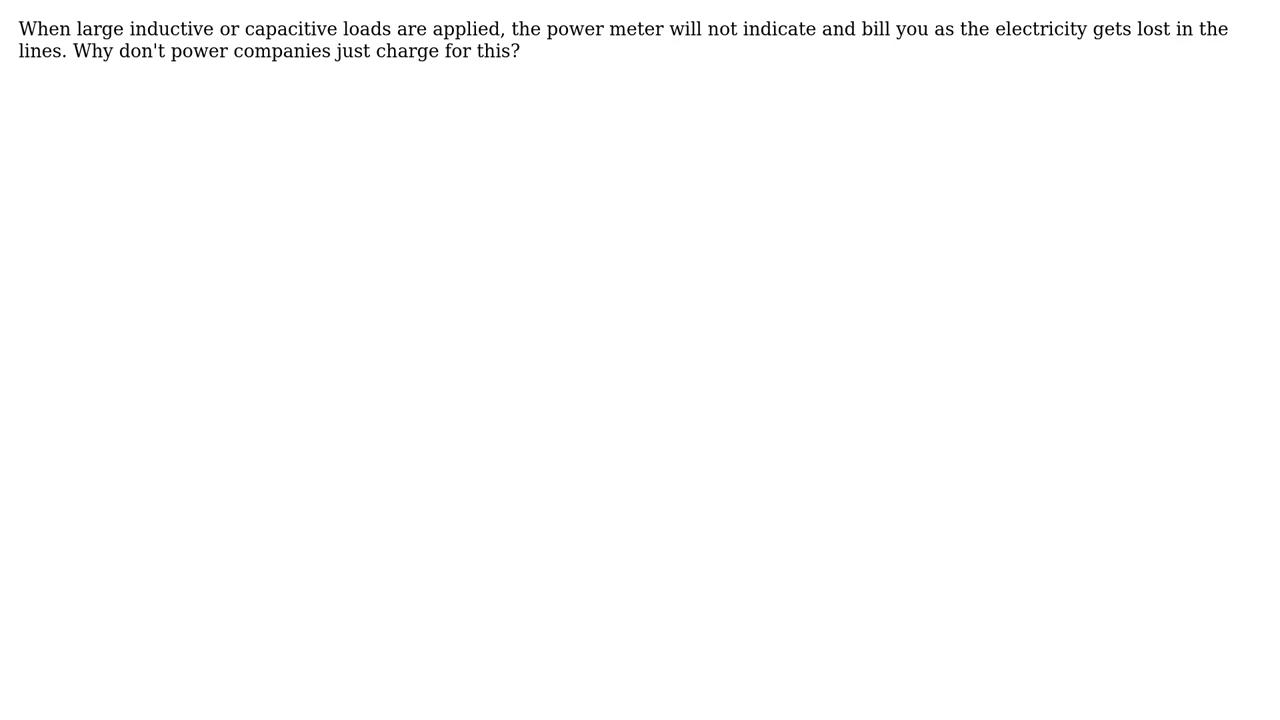 When large inductive or capacitive loads are applied, the power meter will not indicate and bill you as the electricity gets lost in the
lines. Why don't power companies just charge for this?